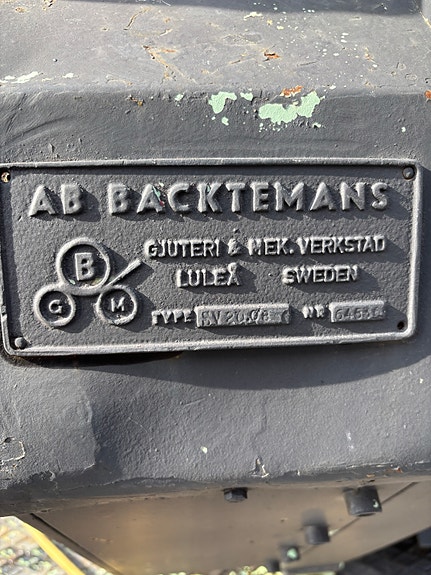 AB BACKTEMANS
GJUTERI & MEK. VERKSTAD
LULEÅ SWEDEN
B
G M
TYPE NR